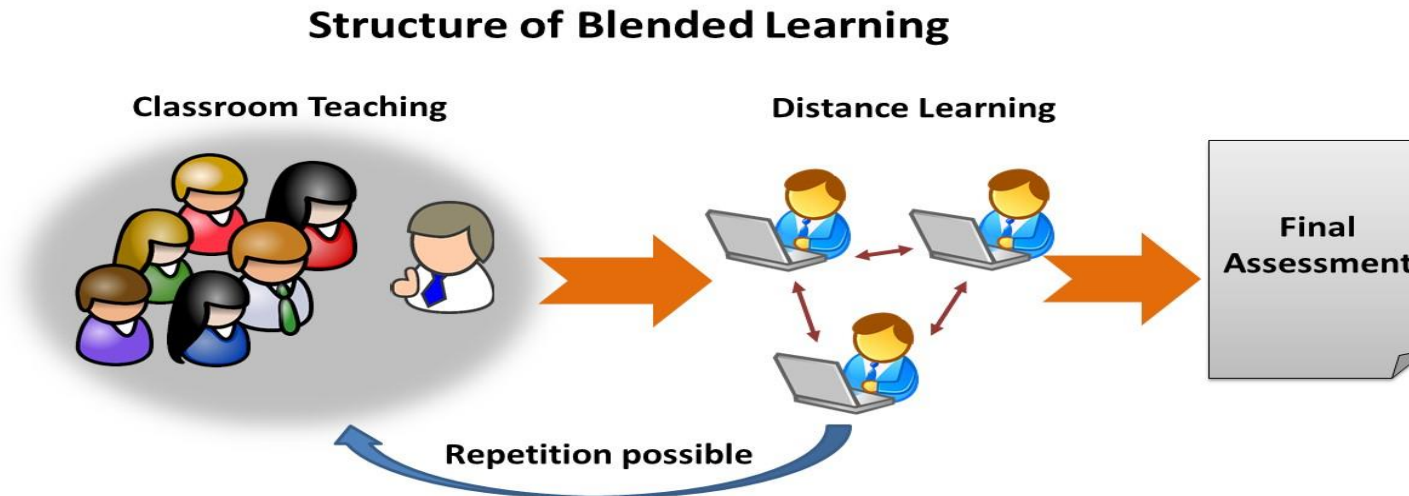 Structure of Blended Learning
Classroom Teaching
Distance Learning
Final
Assessment
Repetition possible